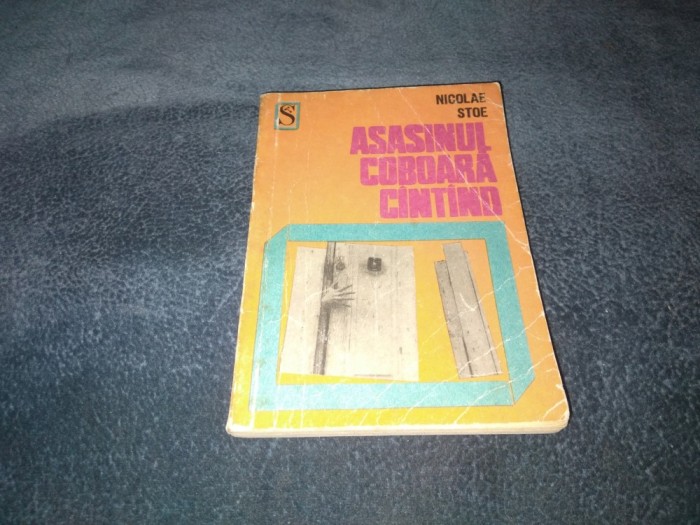 S
NICOLAE
STOE
ASASINUL
COBOARĂ
CÎNTÎND